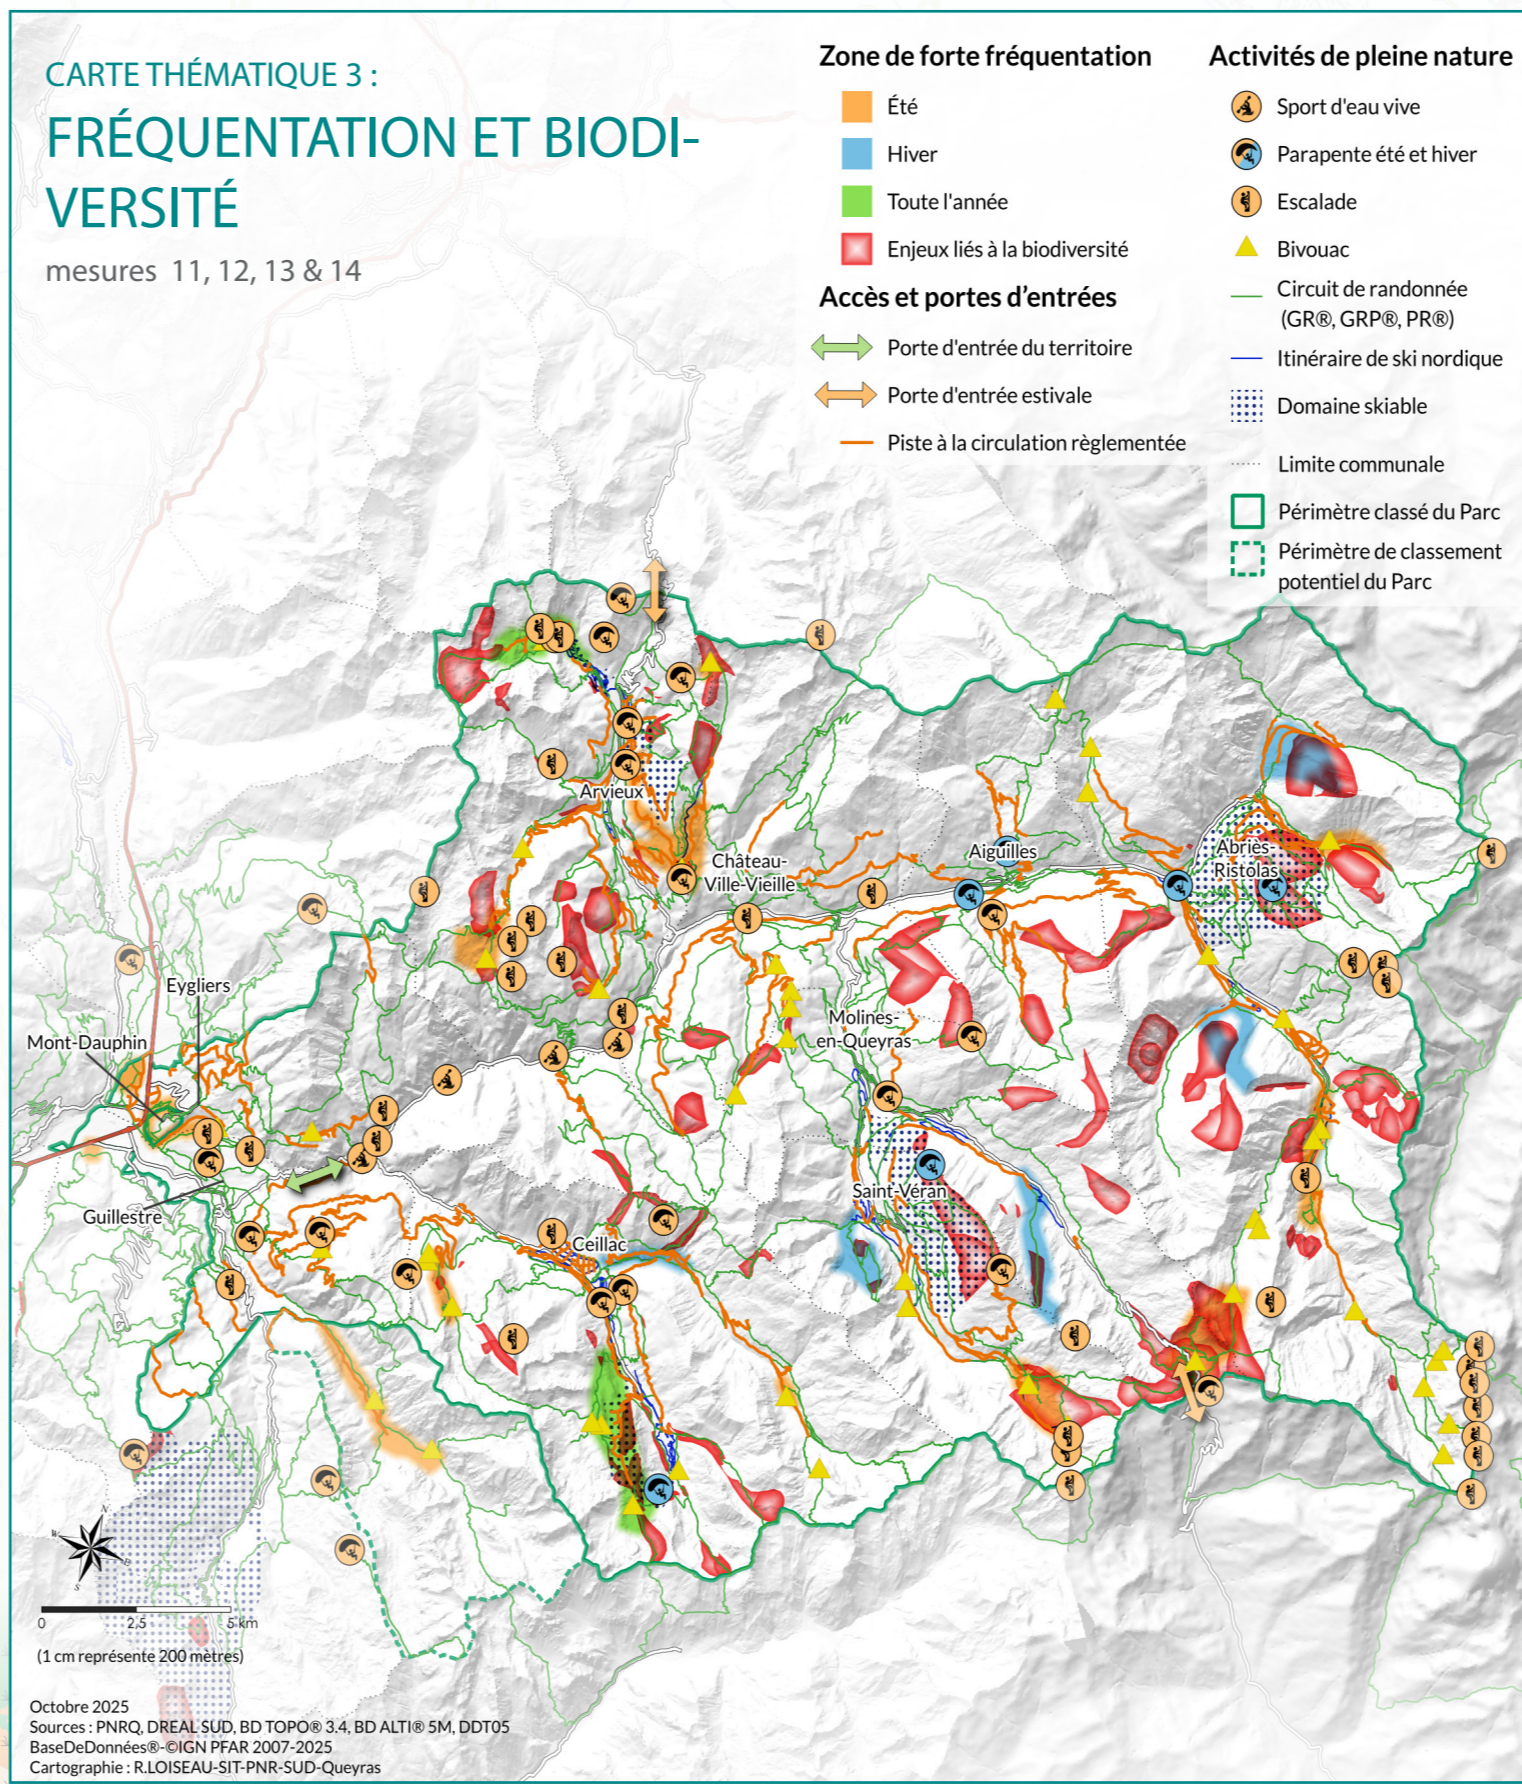 CARTE THÉMATIQUE 3 :
FRÉQUENTATION ET BIODI-
VERSITÉ
mesures 11, 12, 13 & 14
Zone de forte fréquentation
Été
Hiver
Toute l'année
Enjeux liés à la biodiversité
Accès et portes d’entrées
Porte d'entrée du territoire
Porte d'entrée estivale
Piste à la circulation règlementée
Activités de pleine nature
Sport d'eau vive
Parapente été et hiver
Escalade
Bivouac
Circuit de randonnée
(GR®, GRP®, PR®)
Itinéraire de ski nordique
Domaine skiable
Limite communale
Périmètre classé du Parc
Périmètre de classement
potentiel du Parc
Arvieux
Château-
Ville-Vieille
Aiguilles
Abriès-
Ristolas
Eygliers
Mont-Dauphin
Molines-
en-Queyras
Guillestre
Saint-Véran
Ceillac
N
W
E
S
0 2,5 5 km
(1 cm représente 200 mètres)
Octobre 2025
Sources : PNRQ, DREAL SUD, BD TOPO® 3.4, BD ALTI® 5M, DDT05
BaseDeDonnées®-©IGN PFAR 2007-2025
Cartographie : R.LOISEAU-SIT-PNR-SUD-Queyras